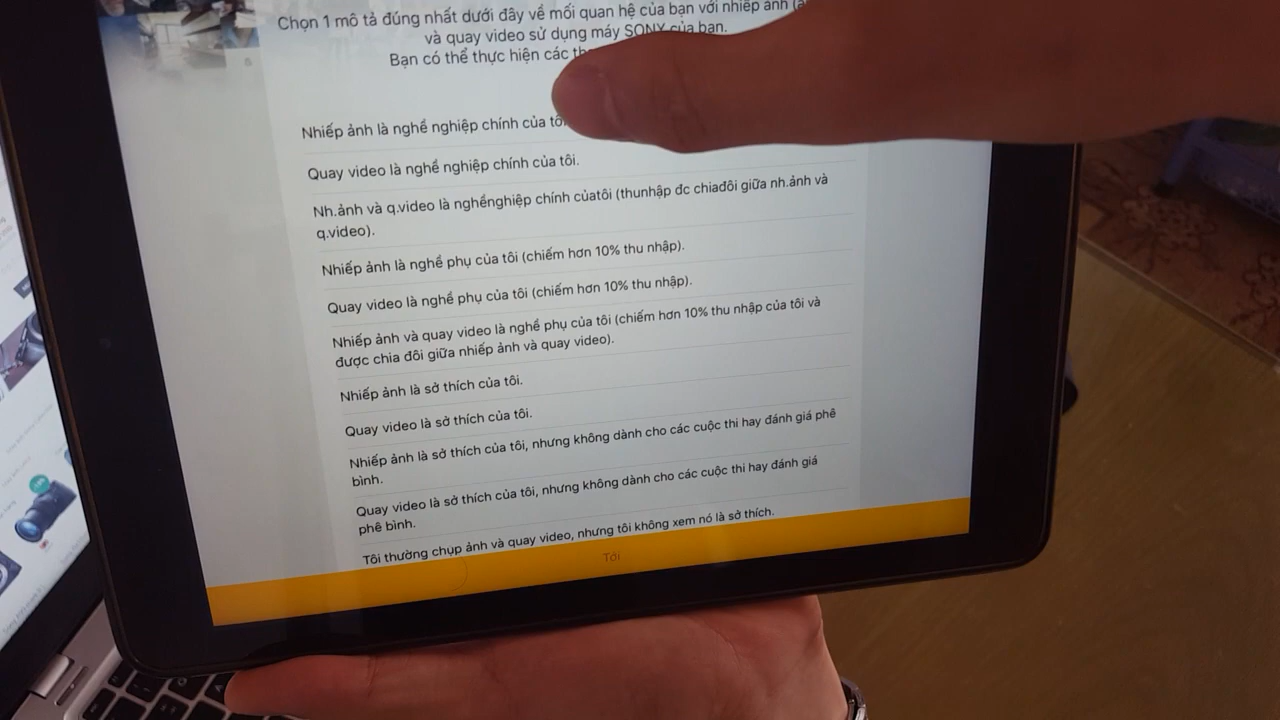 Chọn 1 mô tả đúng nhất dưới đây về mối quan hệ của bạn với nhiếp ảnh
và quay video sử dụng máy SONY của bạn.
Bạn có thể thực hiện các
Nhiếp ảnh là nghề nghiệp chính của tôi.
Quay video là nghề nghiệp chính của tôi.
Nh.ảnh và q.video là nghềnghiệp chính củatôi (thunhập đc chiađôi giữa nh.ảnh và
q.video).
Nhiếp ảnh là nghề phụ của tôi (chiếm hơn 10% thu nhập).
Quay video là nghề phụ của tôi (chiếm hơn 10% thu nhập).
Nhiếp ảnh và quay video là nghề phụ của tôi (chiếm hơn 10% thu nhập của tôi và
được chia đôi giữa nhiếp ảnh và quay video).
Nhiếp ảnh là sở thích của tôi.
Quay video là sở thích của tôi.
Nhiếp ảnh là sở thích của tôi, nhưng không dành cho các cuộc thi hay đánh giá phê
bình.
Quay video là sở thích của tôi, nhưng không dành cho các cuộc thi hay đánh giá
phê bình.
Tôi thường chụp ảnh và quay video, nhưng tôi không xem nó là sở thích.
Tới